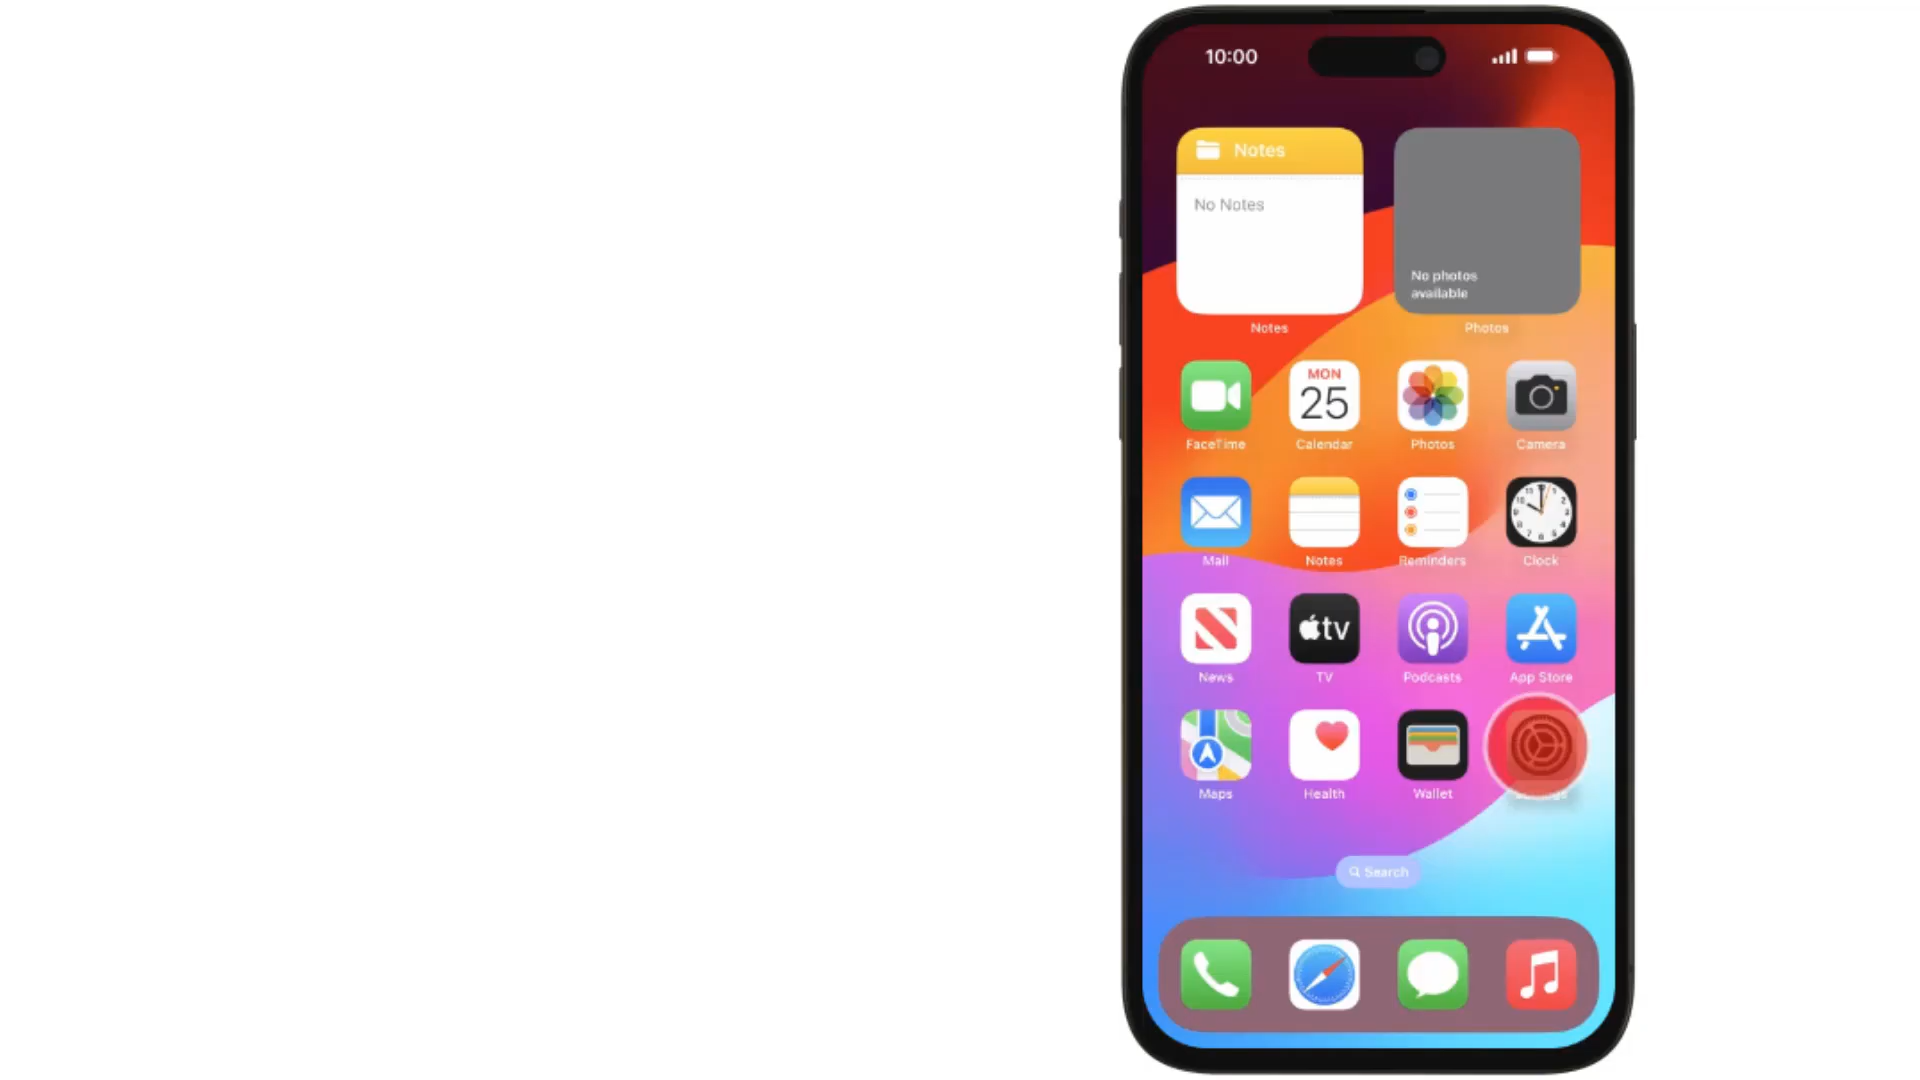 10:00
Notes
No Notes
No photos
available
Notes
Photos
MON
25
FaceTime
Calendar
Photos
Camera
Mail
Notes
Reminders
Clock
tv
News
TV
Podcasts
App Store
Maps
Health
Wallet
Search